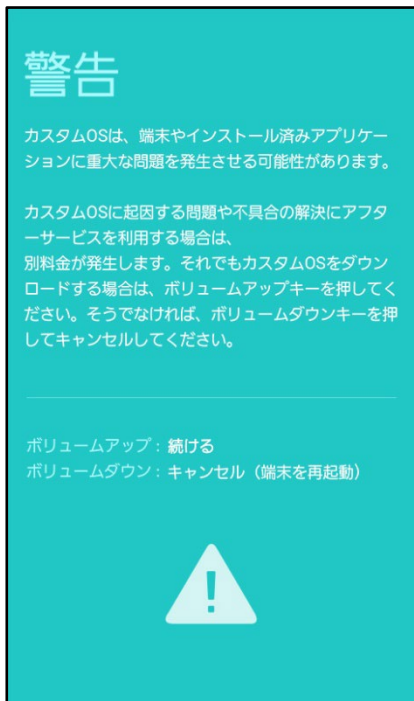 警告
カスタムOSは、端末やインストール済みアプリケー
ションに重大な問題を発生させる可能性があります。
カスタムOSに起因する問題や不具合の解決にアフタ
ーサービスを利用する場合は、
別料金が発生します。それでもカスタムOSをダウン
ロードする場合は、ボリュームアップキーを押してく
ださい。そうでなければ、ボリュームダウンキーを押
してキャンセルしてください。
ボリュームアップ：続ける
ボリュームダウン：キャンセル（端末を再起動）